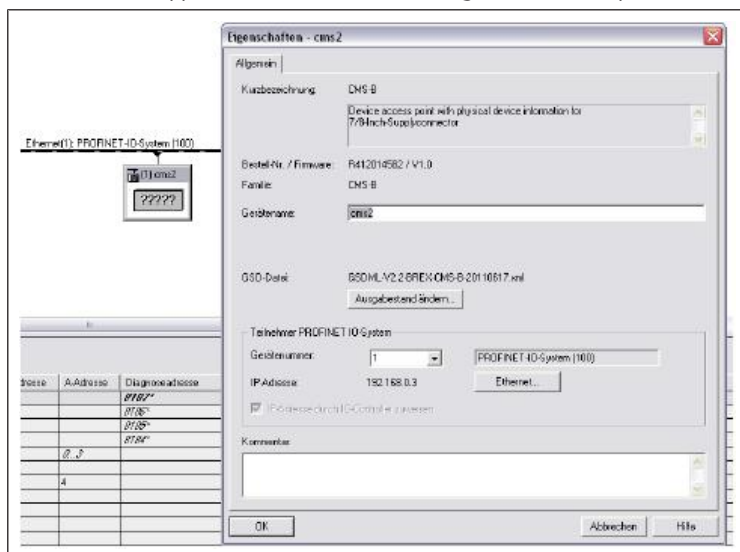 Eigenschaften - cms2
Allgemein
Kurzbezeichnung: CMS-B
Device access point with physical device information for
7/8-Inch-Supplyconnector
Bestell-Nr. / Firmware: R412014582 / V1.0
Familie: CMS-B
Gerätename: cms2
GSD-Datei: GSDML-V2.2-BREX-CMS-B-20110617.xml
Ausgabestand ändern...
Teilnehmer PROFINET IO-System
Gerätenummer: 1 PROFINET-IO-System (100)
IP-Adresse: 192.168.0.3 Ethernet...
IP-Adresse durch IO-Controller zuweisen
Kommentar:
OK Abbrechen Hilfe
Ethernet(1): PROFINET-IO-System (100)
(1) cms2
?????
A-Adresse Diagnoseadresse
8187*
8186*
8185*
8184*
0...3
4